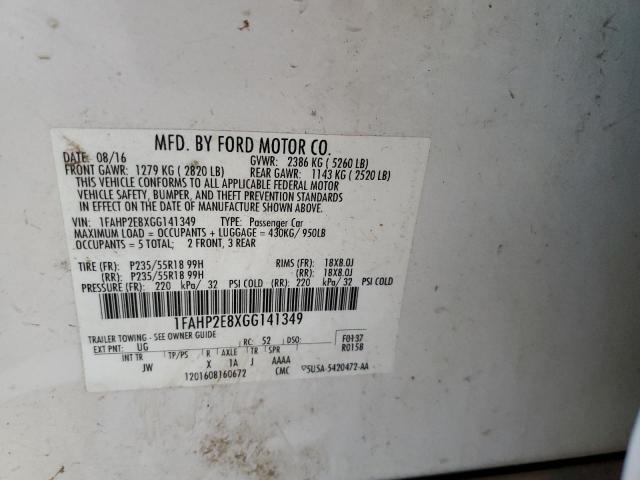 MFD. BY FORD MOTOR CO.
DATE: 08/16 GVWR: 2386 KG ( 5260 LB)
FRONT GAWR: 1279 KG ( 2820 LB) REAR GAWR: 1143 KG ( 2520 LB)
THIS VEHICLE CONFORMS TO ALL APPLICABLE FEDERAL MOTOR
VEHICLE SAFETY, BUMPER, AND THEFT PREVENTION STANDARDS
IN EFFECT ON THE DATE OF MANUFACTURE SHOWN ABOVE.
VIN: 1FAHP2E8XGG141349 TYPE: Passenger Car
MAXIMUM LOAD = OCCUPANTS + LUGGAGE = 430KG/ 950LB
OCCUPANTS = 5 TOTAL; 2 FRONT, 3 REAR
TIRE (FR): P235/55R18 99H RIMS (FR): 18X8.0J
(RR): P235/55R18 99H (RR): 18X8.0J
PRESSURE (FR): 220 kPa/ 32 PSI COLD (RR): 220 kPa/ 32 PSI COLD
1FAHP2E8XGG141349
TRAILER TOWING - SEE OWNER GUIDE
EXT PNT: UG RC: 52 DSO: F0137
R0158
INT TR TP/PS R AXLE TR SPR
JW X 1A J AAAA
1201608160672 CMC 5U5A-5420472-AA